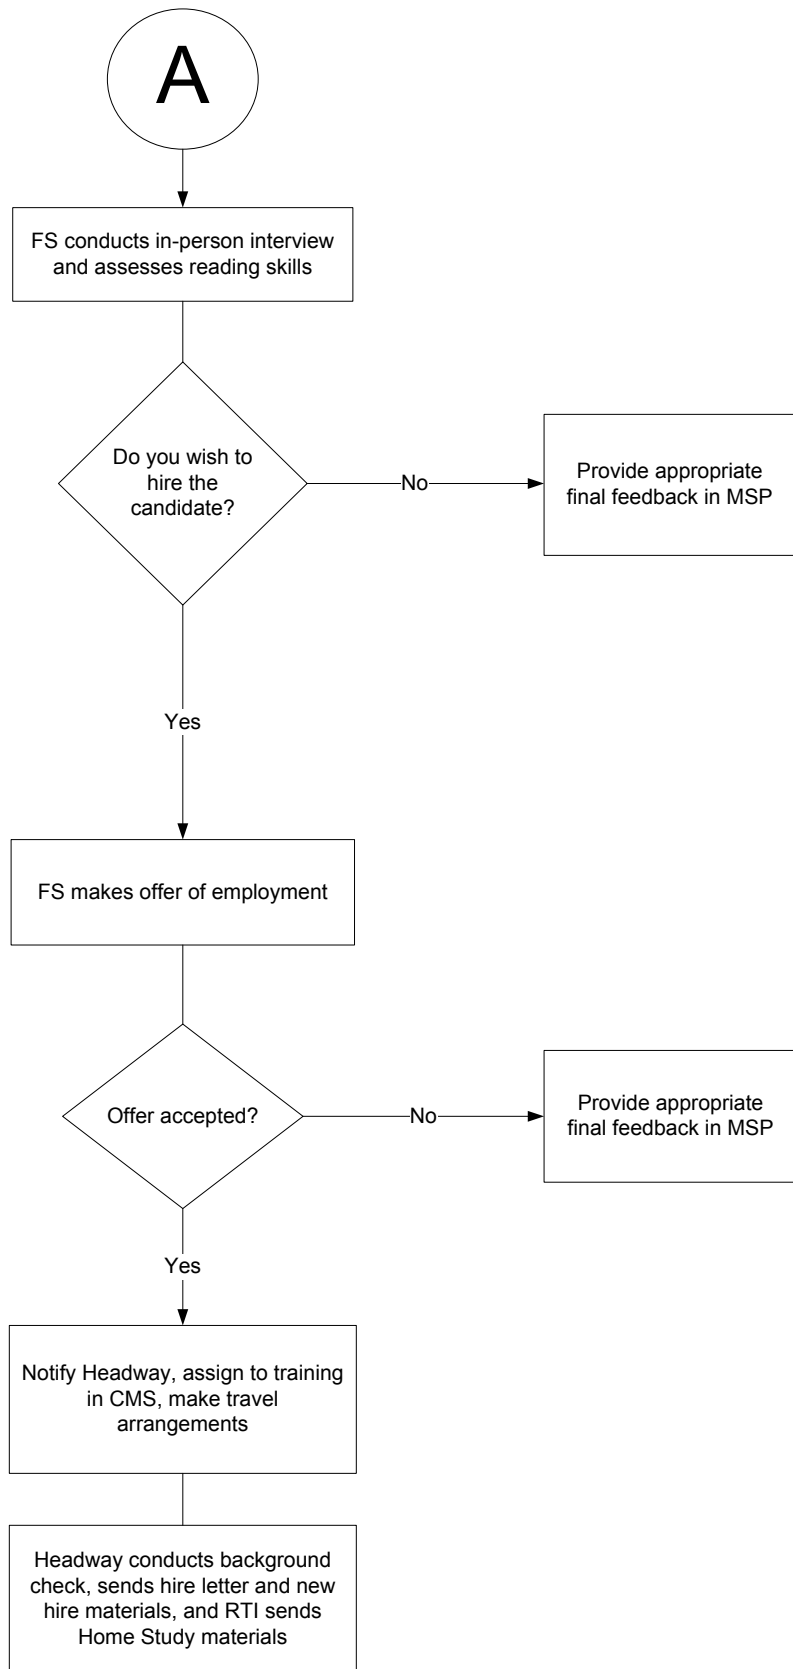 A
FS conducts in-person interview
and assesses reading skills
Do you wish to
hire the
candidate?
No
Provide appropriate
final feedback in MSP
Yes
FS makes offer of employment
Offer accepted?
No
Provide appropriate
final feedback in MSP
Yes
Notify Headway, assign to training
in CMS, make travel
arrangements
Headway conducts background
check, sends hire letter and new
hire materials, and RTI sends
Home Study materials